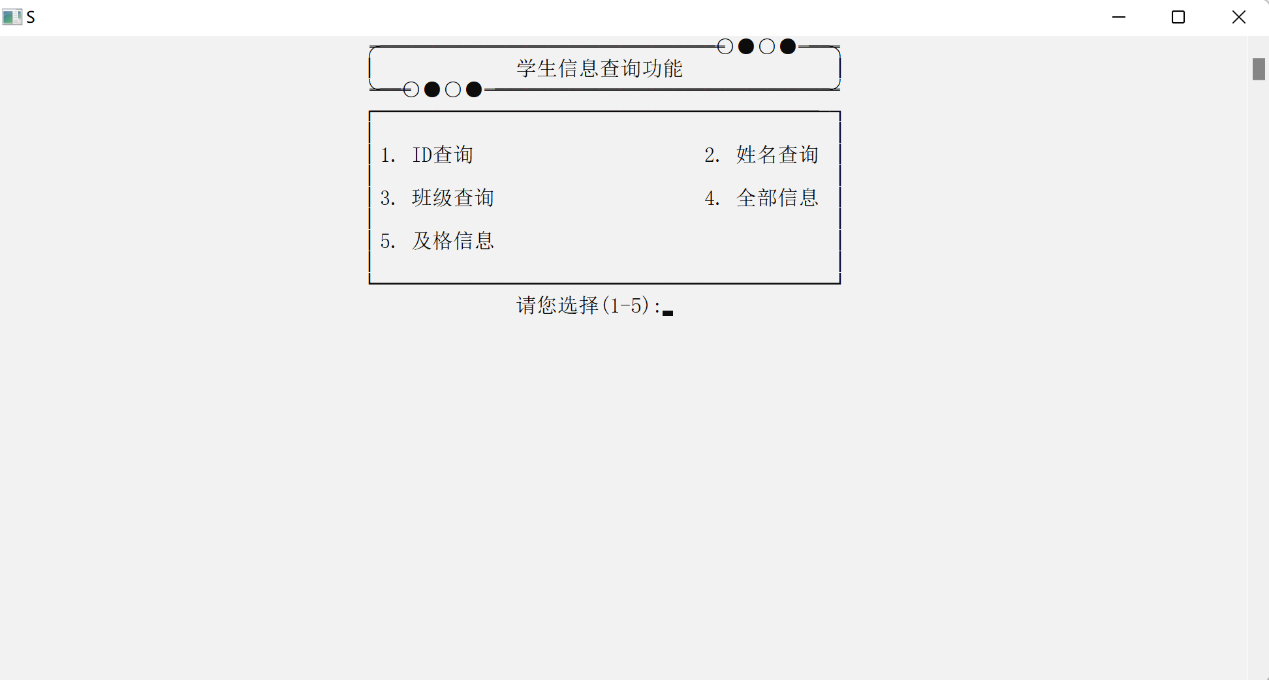 S
学生信息查询功能
1. ID查询 2. 姓名查询
3. 班级查询 4. 全部信息
5. 及格信息
请您选择(1-5):